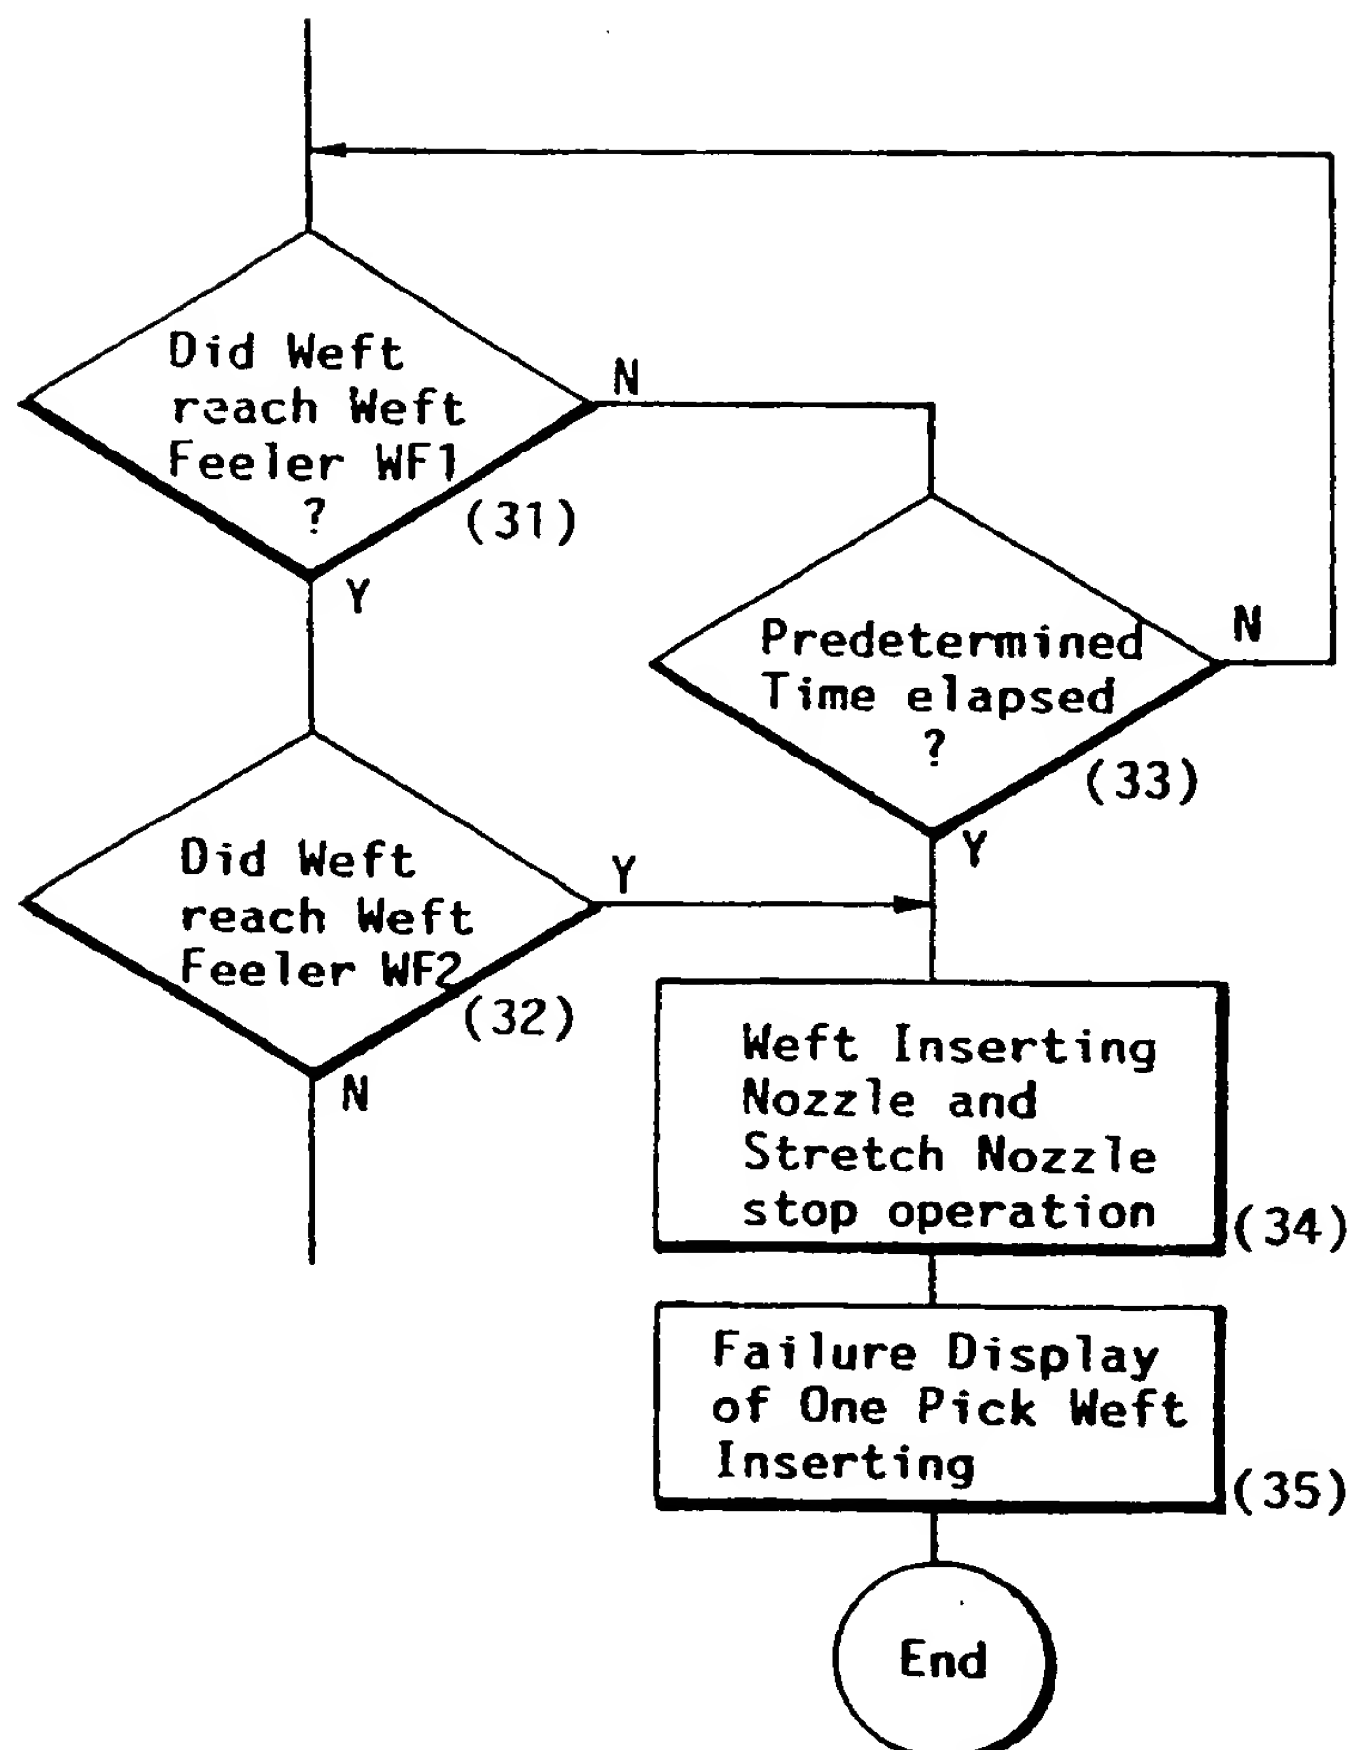 Did Weft
reach Weft
Feeler WF1
?
(31)
N
Y
Predetermined
Time elapsed
?
(33)
N
Y
Did Weft
reach Weft
Feeler WF2
(32)
Y
N
Weft Inserting
Nozzle and
Stretch Nozzle
stop operation
(34)
Failure Display
of One Pick Weft
Inserting
(35)
End